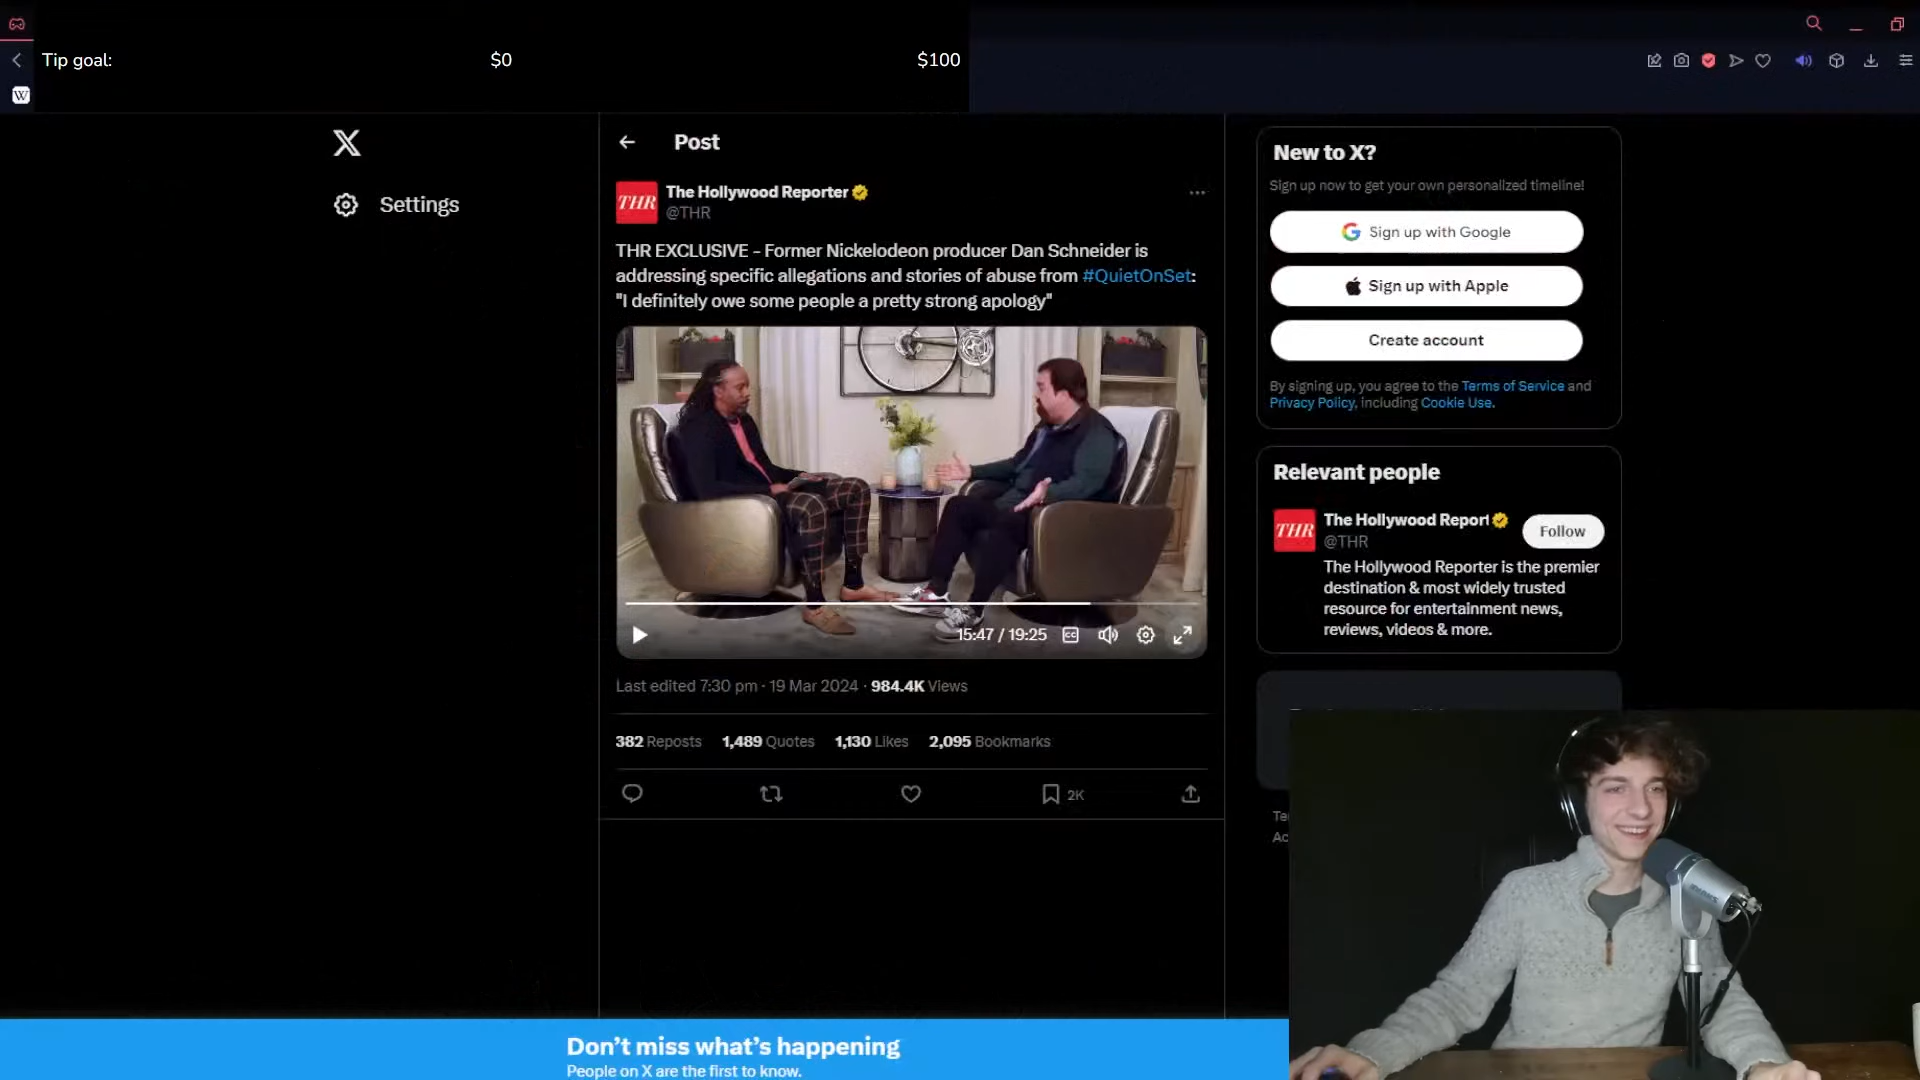 Tip goal:
$0
$100
W
Post
Settings
THR
The Hollywood Reporter
@THR
THR EXCLUSIVE - Former Nickelodeon producer Dan Schneider is
addressing specific allegations and stories of abuse from #QuietOnSet:
"I definitely owe some people a pretty strong apology"
15:47 / 19:25
CC
Last edited 7:30 pm · 19 Mar 2024 · 984.4K Views
382 Reposts 1,489 Quotes 1,130 Likes 2,095 Bookmarks
2K
New to X?
Sign up now to get your own personalized timeline!
Sign up with Google
Sign up with Apple
Create account
By signing up, you agree to the Terms of Service and
Privacy Policy, including Cookie Use.
Relevant people
THR
The Hollywood Report
@THR
Follow
The Hollywood Reporter is the premier
destination & most widely trusted
resource for entertainment news,
reviews, videos & more.
Te
Ac
Don't miss what's happening
People on X are the first to know.